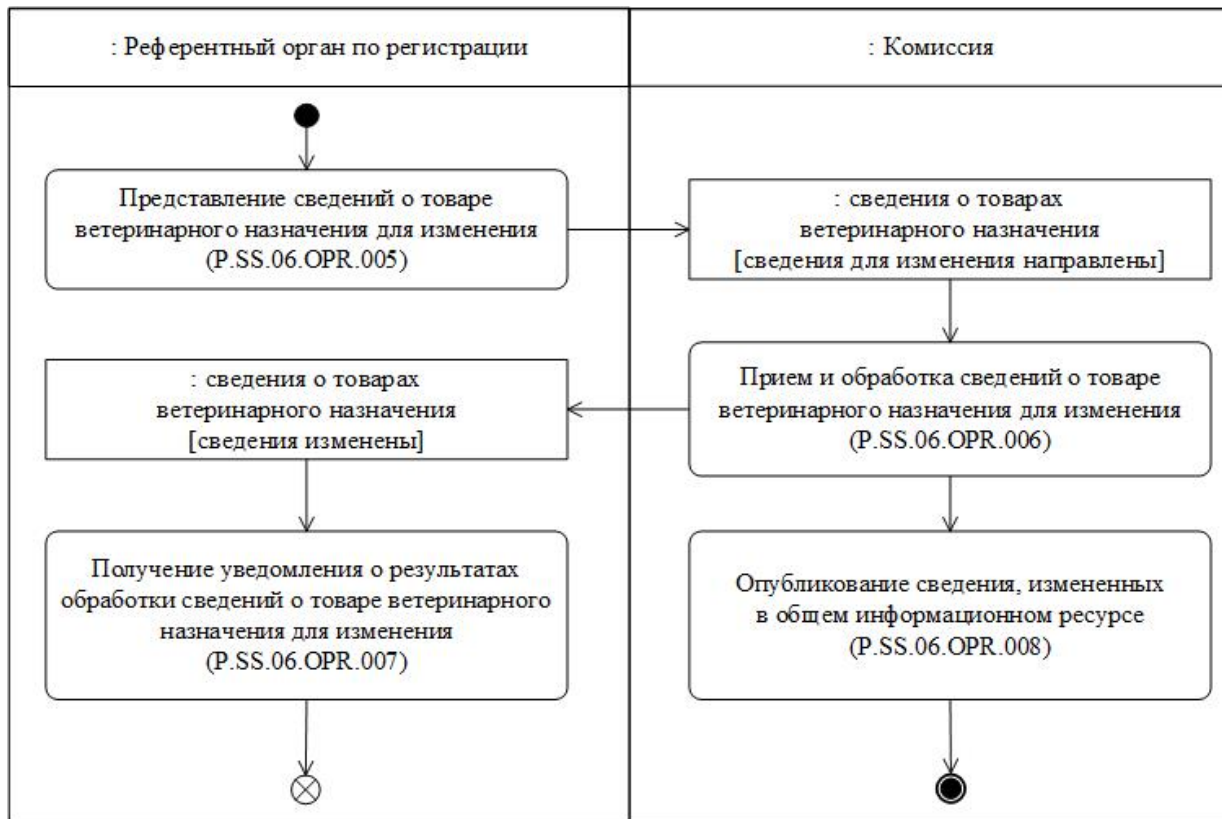 : Референтный орган по регистрации
: Комиссия
Представление сведений о товаре
ветеринарного назначения для изменения
(P.SS.06.OPR.005)
: сведения о товарах
ветеринарного назначения
[сведения для изменения направлены]
: сведения о товарах
ветеринарного назначения
[сведения изменены]
Прием и обработка сведений о товаре
ветеринарного назначения для изменения
(P.SS.06.OPR.006)
Получение уведомления о результатах
обработки сведений о товаре ветеринарного
назначения для изменения
(P.SS.06.OPR.007)
Опубликование сведения, измененных
в общем информационном ресурсе
(P.SS.06.OPR.008)